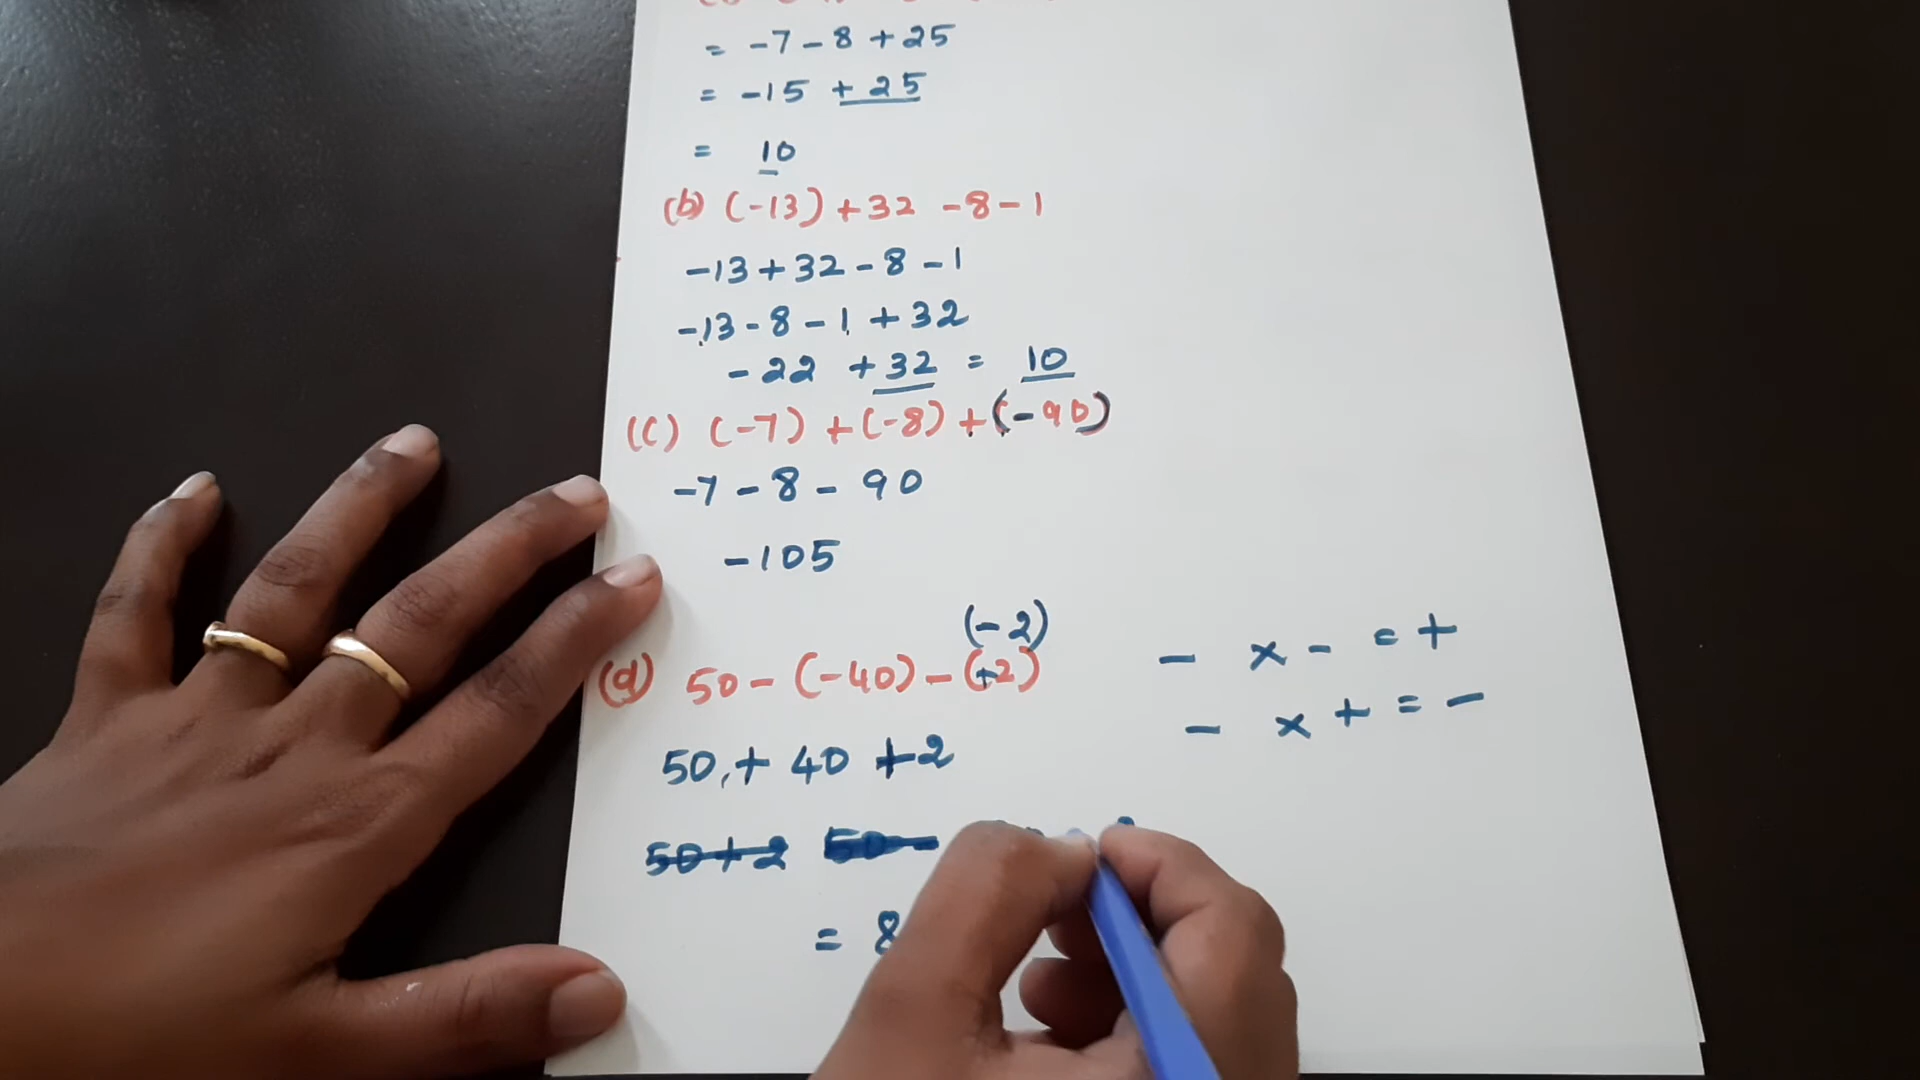 = -7 - 8 + 25
= -15 + 25
= 10
(b) (-13) + 32 - 8 - 1
-13 + 32 - 8 - 1
-13 - 8 - 1 + 32
-22 + 32 = 10
(c) (-7) + (-8) + (-90)
-7 - 8 - 90
-105
(-2)
(d) 50 - (-40) - (+2)
- x - = +
- x + = -
50 + 40 + 2
50+2 50-
= 8